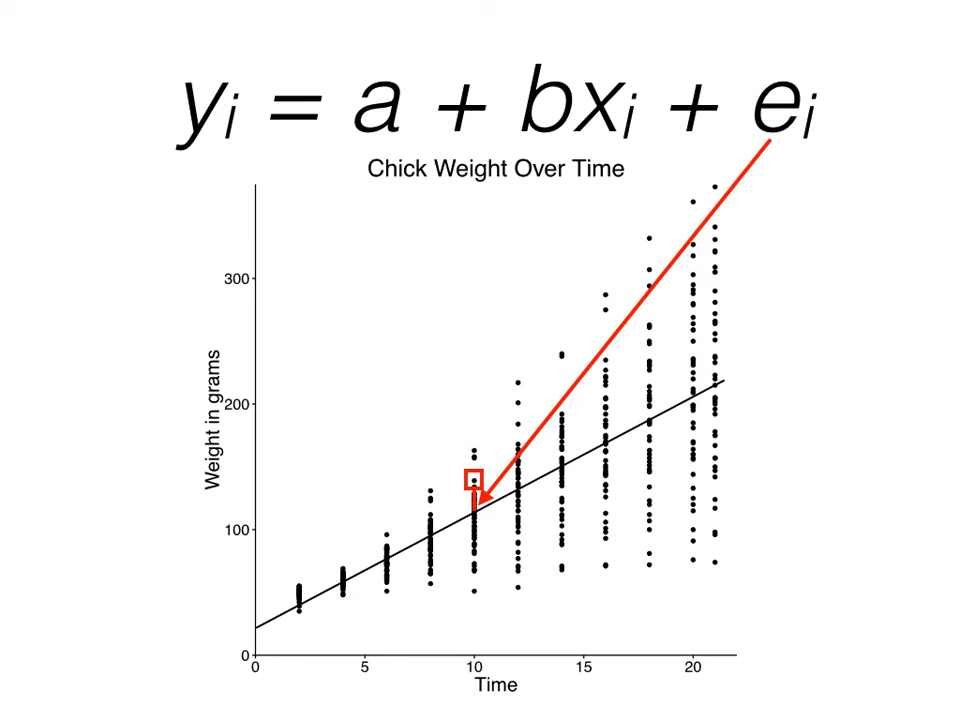 yi = a + bxi + ei
Chick Weight Over Time
Weight in grams
300
200
100
0
0 5 10 15 20
Time